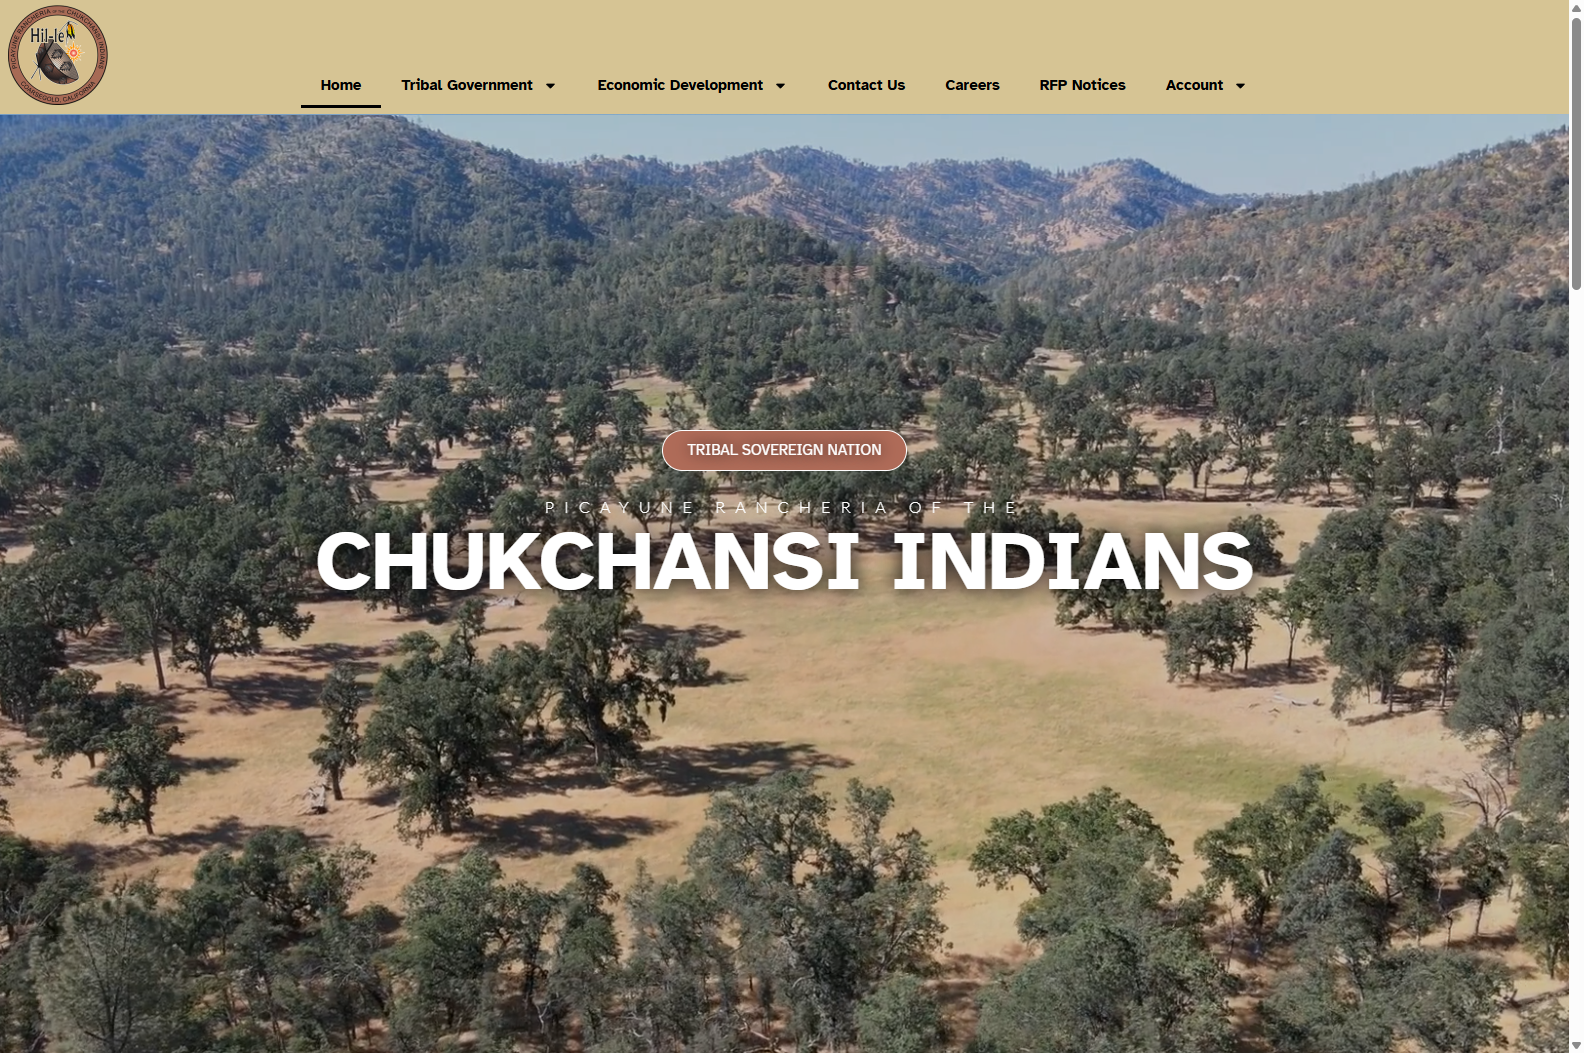 PICAYUNE RANCHERIA OF THE CHUKCHANSI INDIANS
Hil-le
COARSEGOLD, CALIFORNIA
Home
Tribal Government
Economic Development
Contact Us
Careers
RFP Notices
Account
TRIBAL SOVEREIGN NATION
PICAYUNE RANCHERIA OF THE
CHUKCHANSI INDIANS